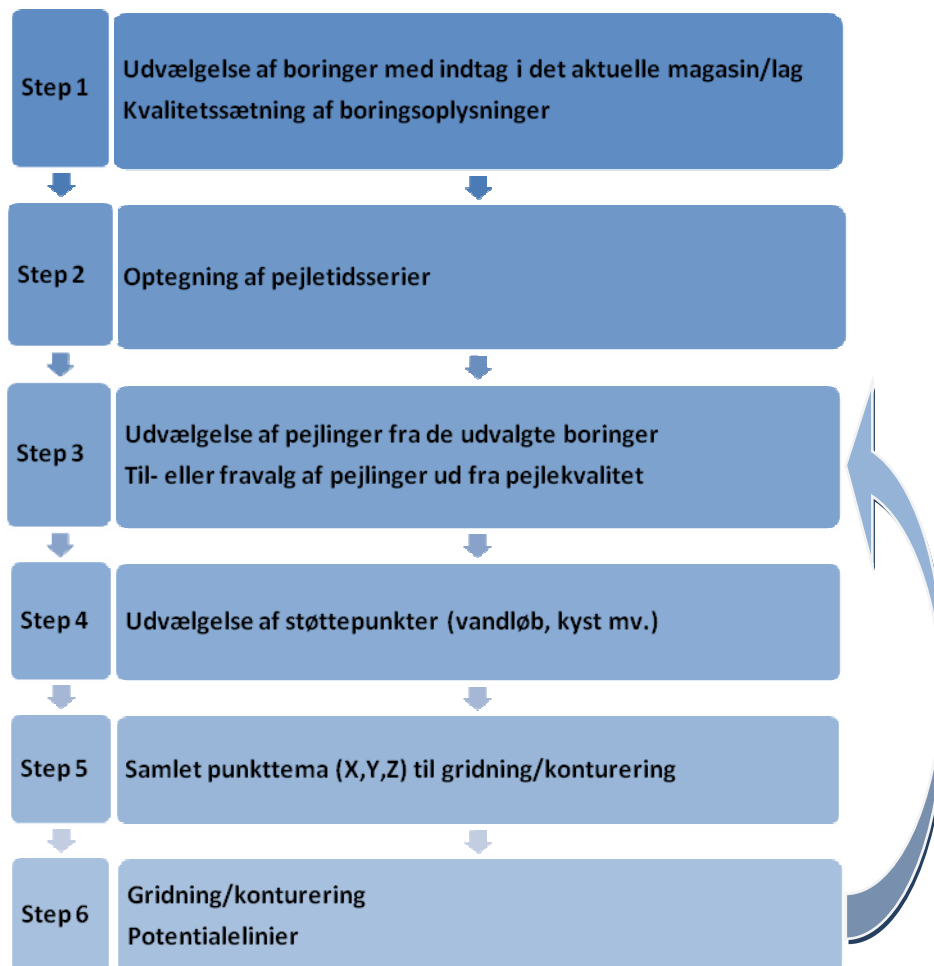 Step 1
Udvælgelse af boringer med indtag i det aktuelle magasin/lag
Kvalitetssætning af boringsoplysninger
Step 2
Optegning af pejletidsserier
Step 3
Udvælgelse af pejlinger fra de udvalgte boringer
Til- eller fravalg af pejlinger ud fra pejlekvalitet
Step 4
Udvælgelse af støttepunkter (vandløb, kyst mv.)
Step 5
Samlet punkttema (X,Y,Z) til gridning/konturering
Step 6
Gridning/konturering
Potentialelinier